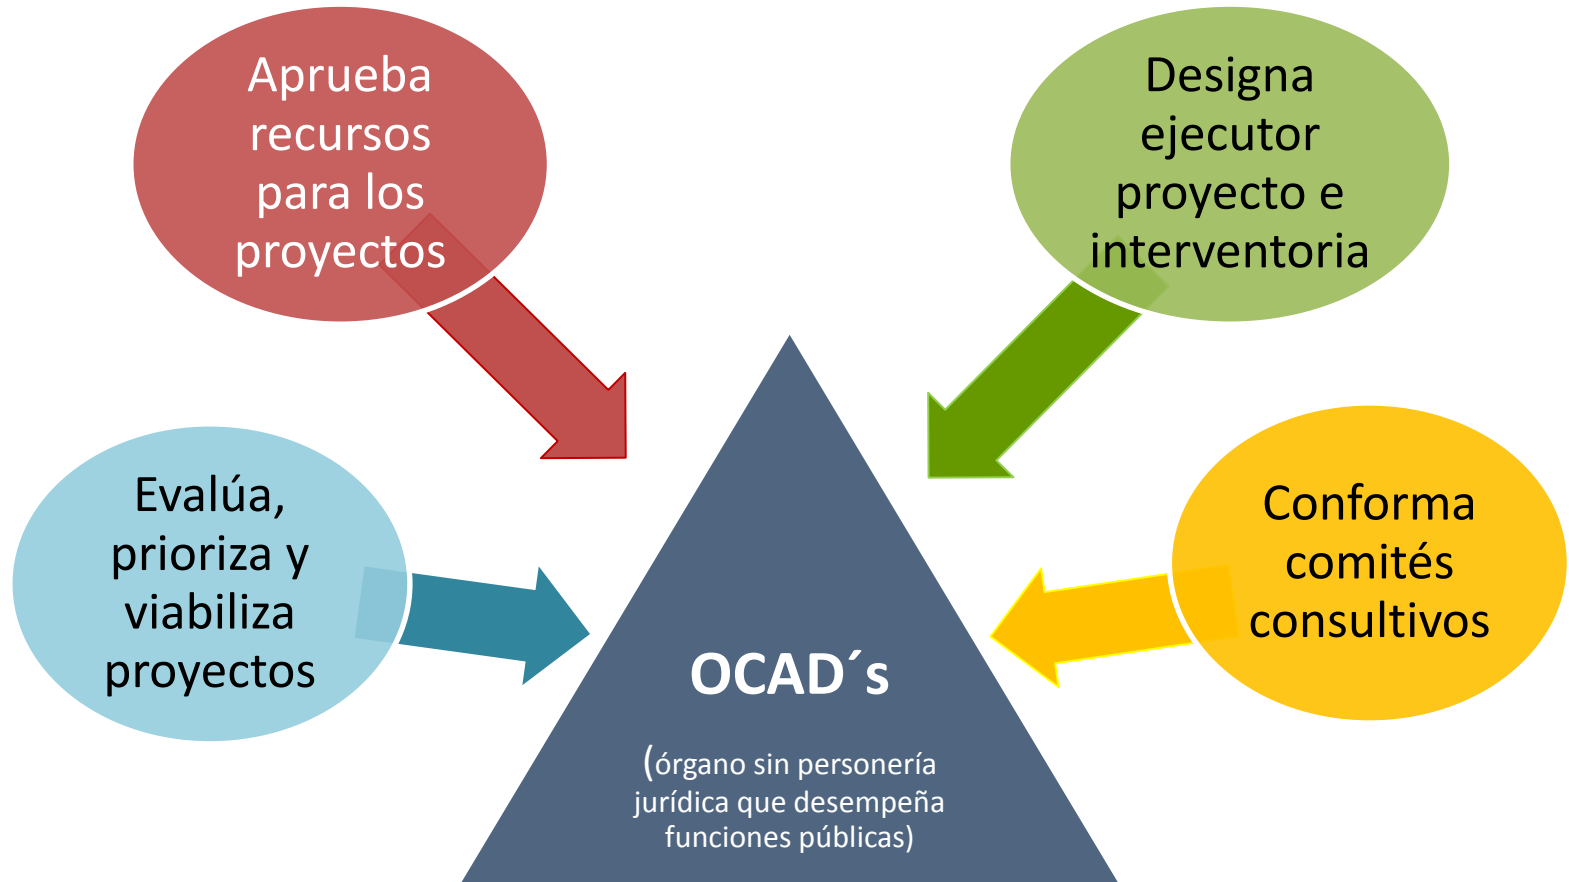 Aprueba
recursos
para los
proyectos
Designa
ejecutor
proyecto e
interventoria
Evalúa,
prioriza y
viabiliza
proyectos
Conforma
comités
consultivos
OCAD´s
(órgano sin personería
jurídica que desempeña
funciones públicas)